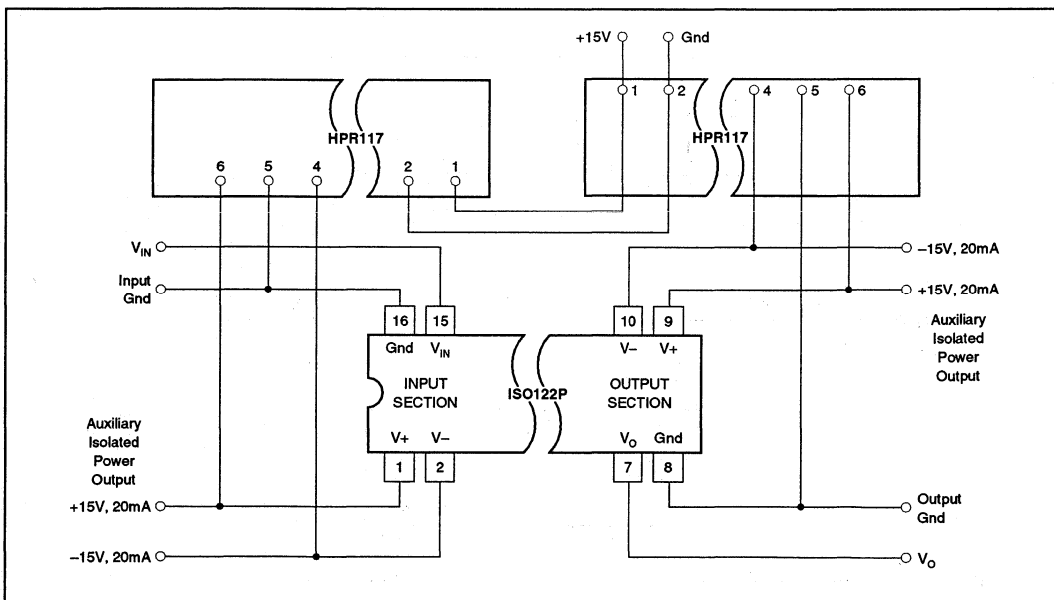 +15V
Gnd
1
2
4
5
6
HPR117
HPR117
6
5
4
2
1
V_IN
Input
Gnd
–15V, 20mA
+15V, 20mA
Auxiliary
Isolated
Power
Output
16
15
10
9
Gnd
V_IN
V–
V+
INPUT
SECTION
ISO122P
OUTPUT
SECTION
V+
V–
V_O
Gnd
1
2
7
8
Auxiliary
Isolated
Power
Output
+15V, 20mA
–15V, 20mA
Output
Gnd
V_O